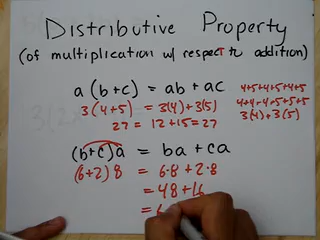 Distributive Property
(of multiplication w/ respect to addition)
a (b+c) = ab + ac
3 (4+5) = 3(4) + 3(5)
27 = 12+15 = 27
4+5+4+5+4+5
4+4+4+5+5+5
3(4)+3(5)
(b+c)a = ba + ca
(6+2) 8 = 6·8 + 2·8
= 48 + 16
= 6